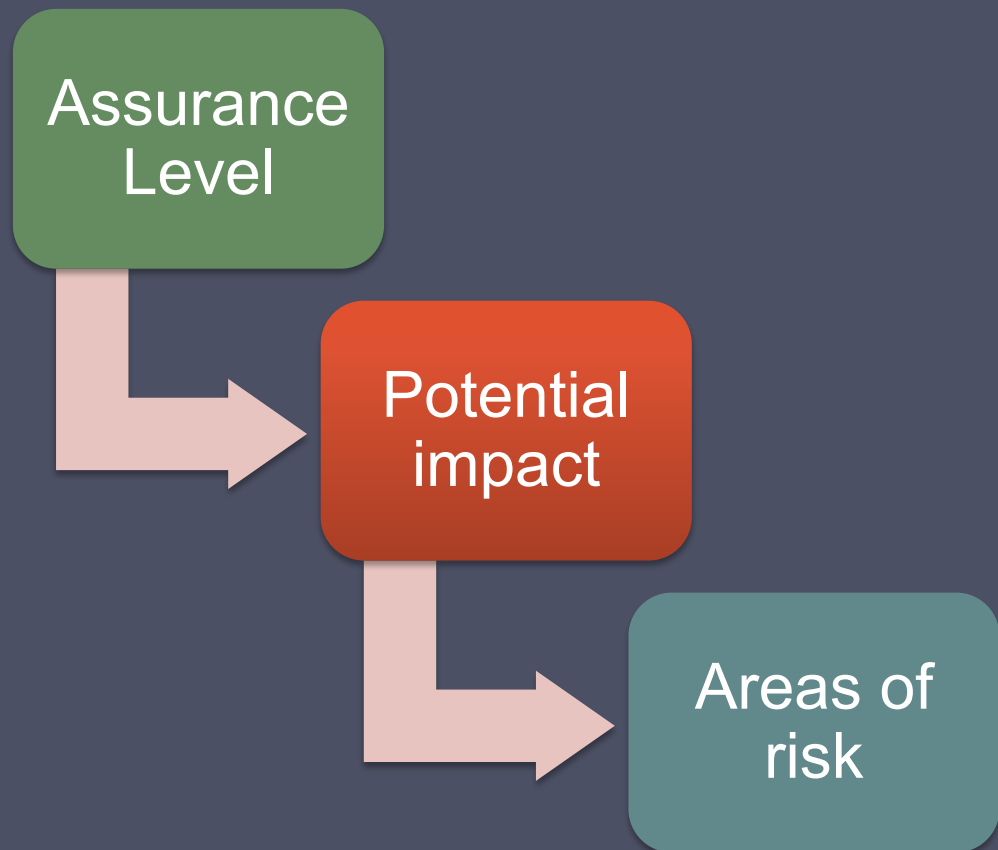 Assurance
Level
Potential
impact
Areas of
risk